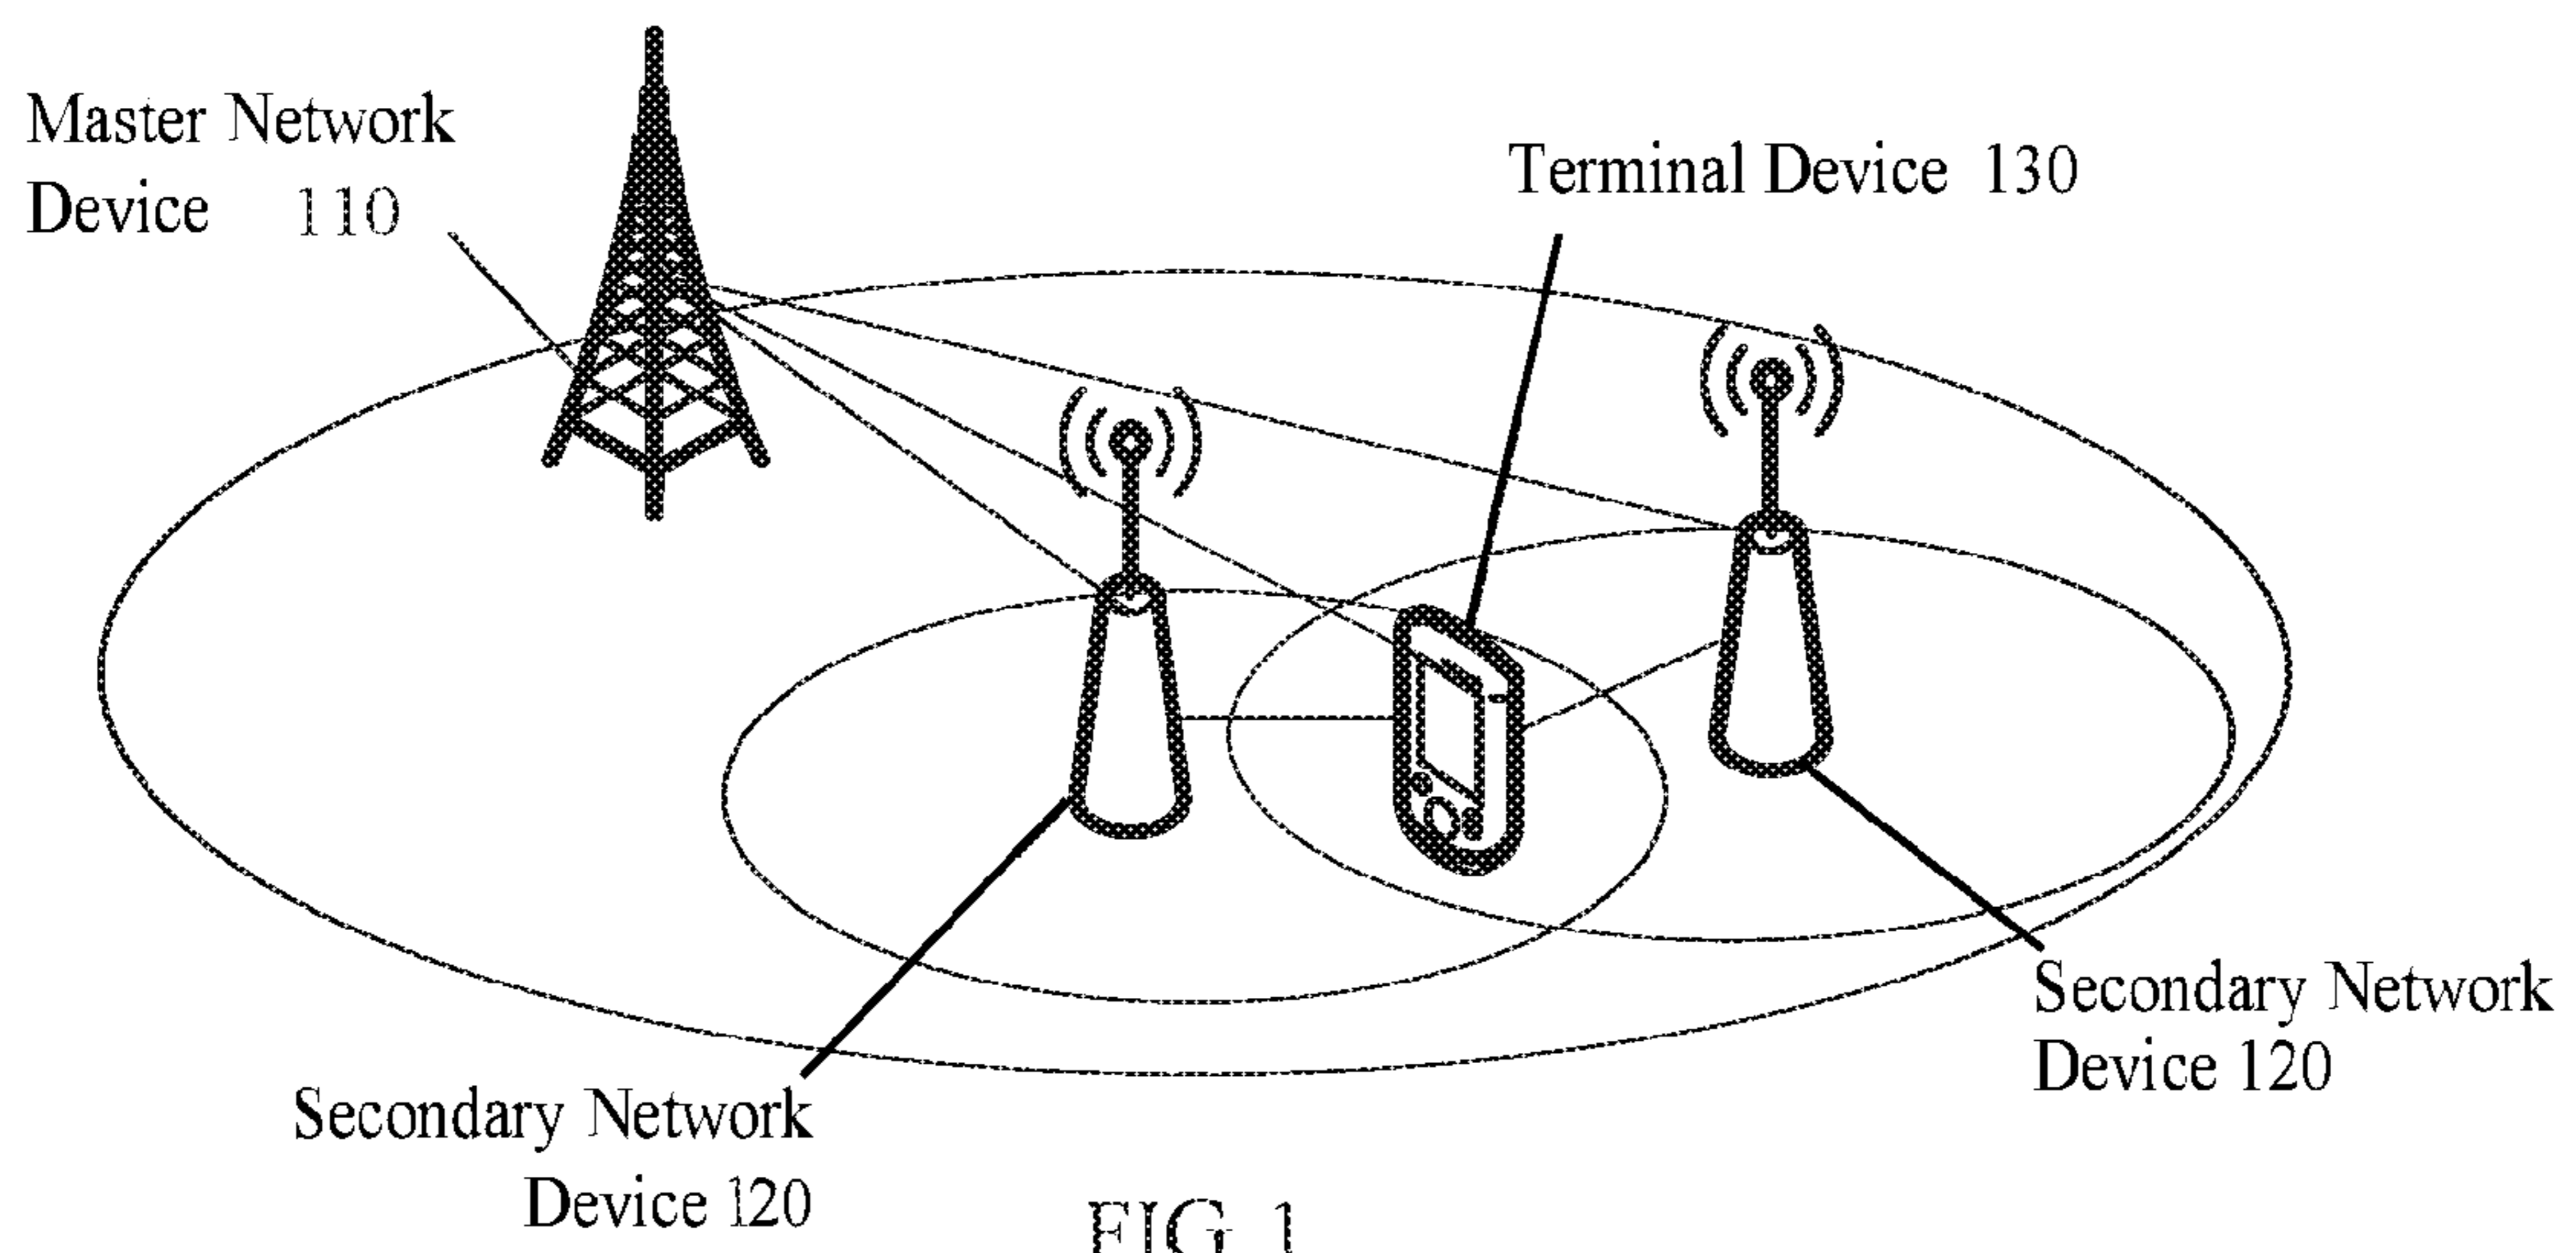 Master Network
Device 110
Terminal Device 130
Secondary Network
Device 120
Secondary Network
Device 120
FIG. 1